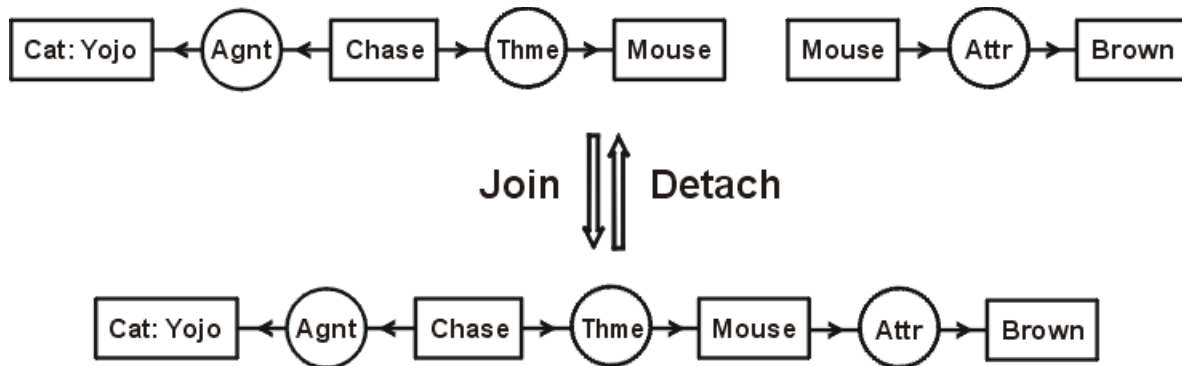 Cat: Yojo Agnt Chase Thme Mouse Mouse Attr Brown
Join Detach
Cat: Yojo Agnt Chase Thme Mouse Attr Brown